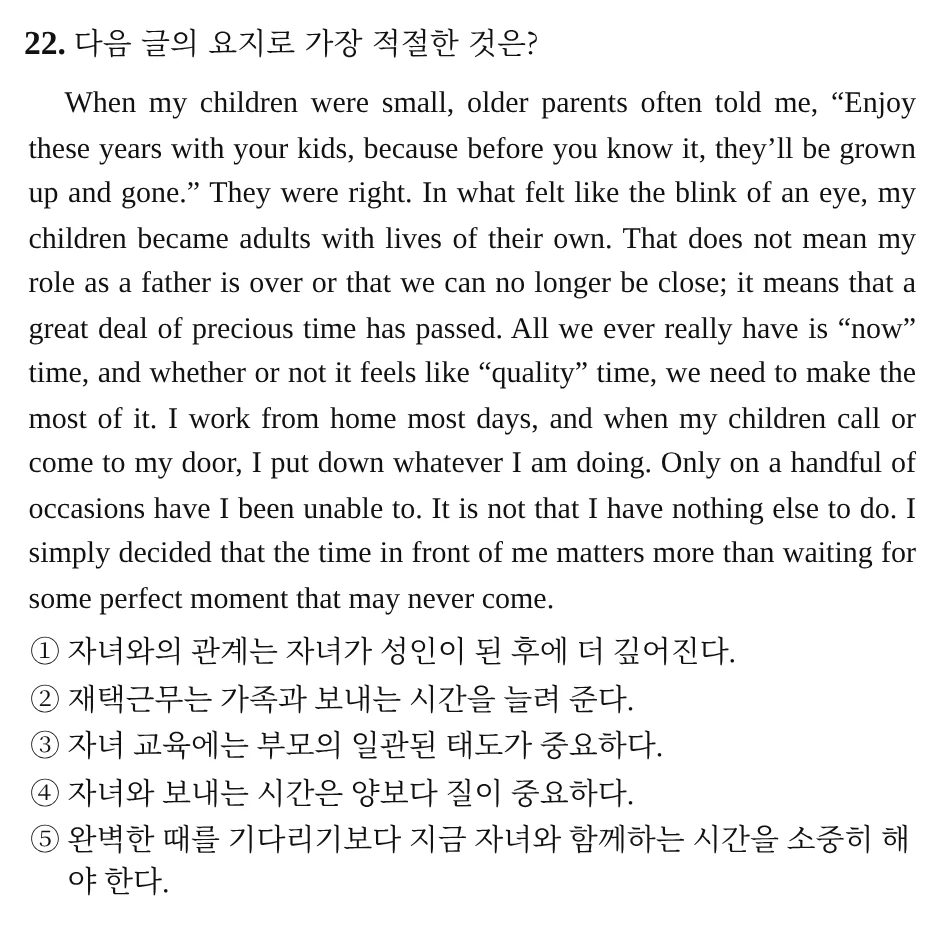 22. 다음 글의 요지로 가장 적절한 것은?
When my children were small, older parents often told me, “Enjoy
these years with your kids, because before you know it, they’ll be grown
up and gone.” They were right. In what felt like the blink of an eye, my
children became adults with lives of their own. That does not mean my
role as a father is over or that we can no longer be close; it means that a
great deal of precious time has passed. All we ever really have is “now”
time, and whether or not it feels like “quality” time, we need to make the
most of it. I work from home most days, and when my children call or
come to my door, I put down whatever I am doing. Only on a handful of
occasions have I been unable to. It is not that I have nothing else to do. I
simply decided that the time in front of me matters more than waiting for
some perfect moment that may never come.
① 자녀와의 관계는 자녀가 성인이 된 후에 더 깊어진다.
② 재택근무는 가족과 보내는 시간을 늘려 준다.
③ 자녀 교육에는 부모의 일관된 태도가 중요하다.
④ 자녀와 보내는 시간은 양보다 질이 중요하다.
⑤ 완벽한 때를 기다리기보다 지금 자녀와 함께하는 시간을 소중히 해
야 한다.